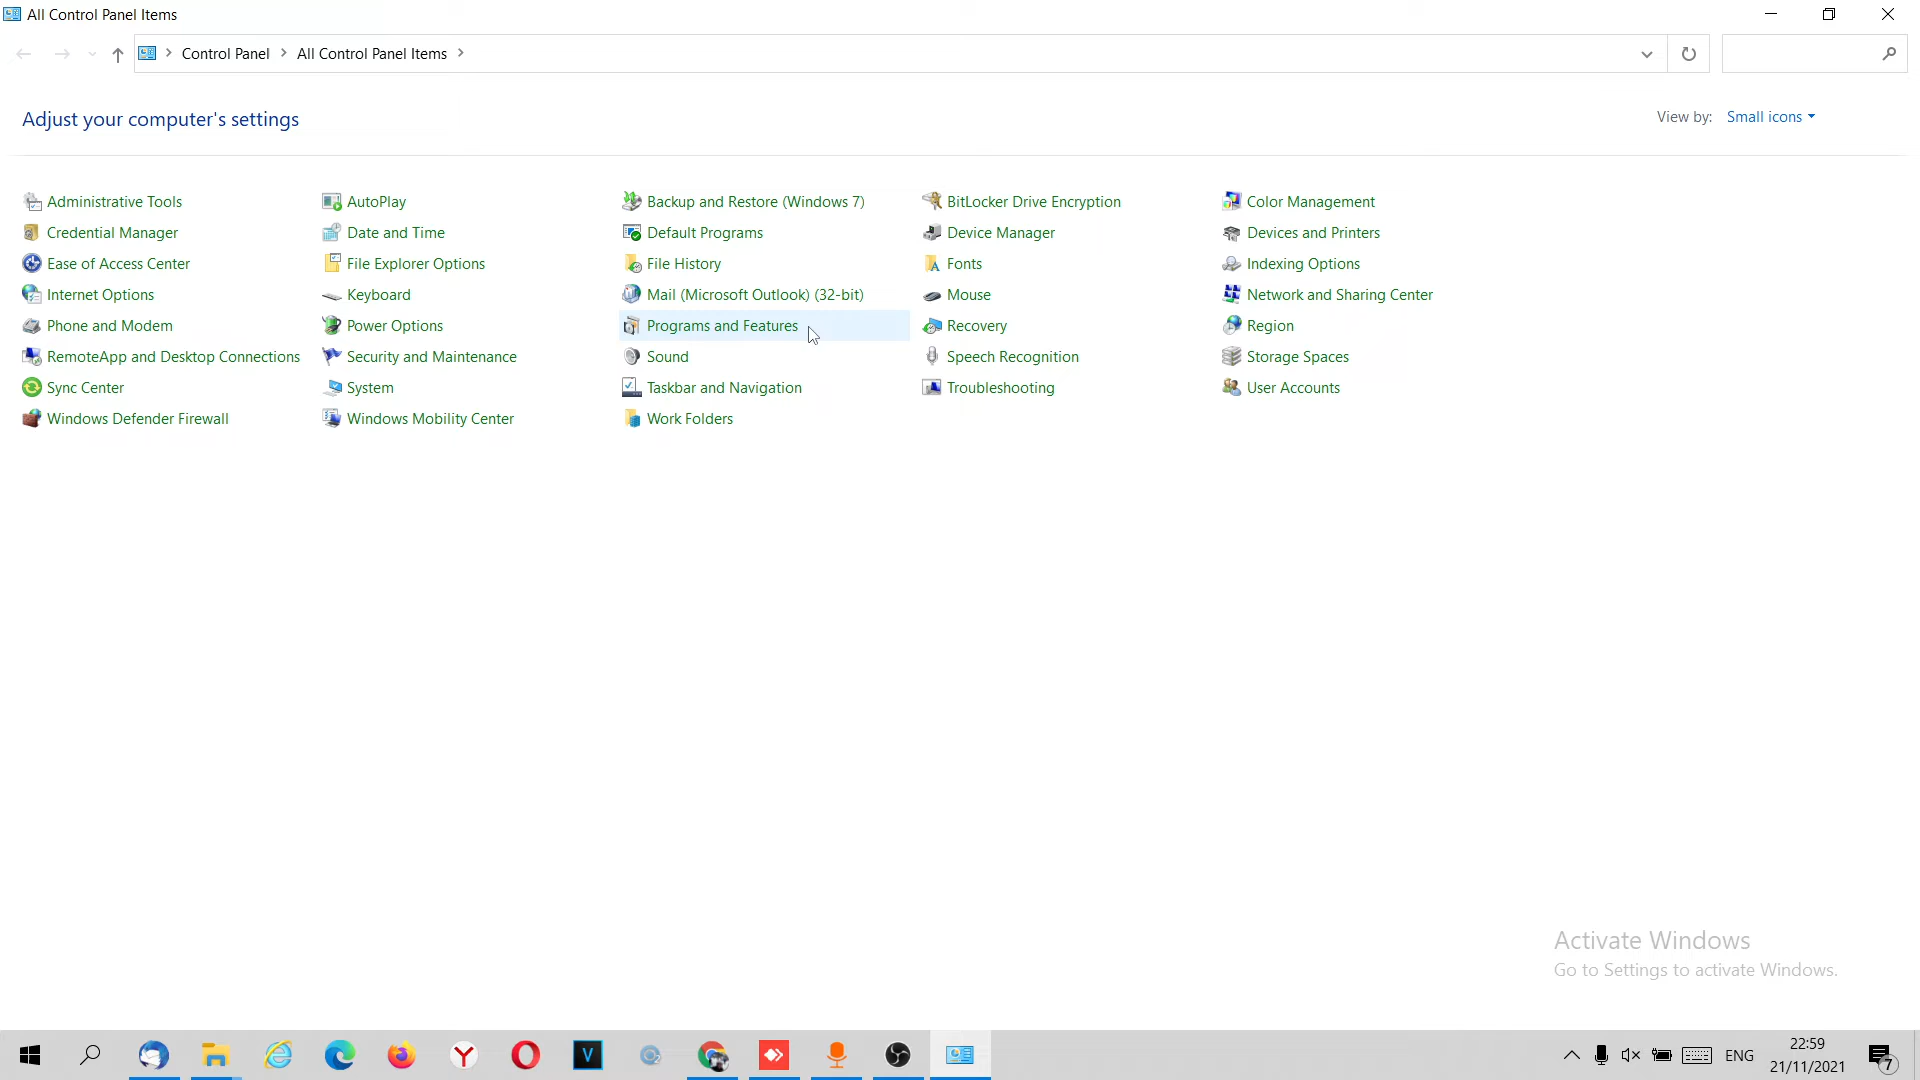 All Control Panel Items
Control Panel
All Control Panel Items
Adjust your computer's settings
View by:
Small icons
Administrative Tools
AutoPlay
Backup and Restore (Windows 7)
BitLocker Drive Encryption
Color Management
Credential Manager
Date and Time
Default Programs
Device Manager
Devices and Printers
Ease of Access Center
File Explorer Options
File History
Fonts
Indexing Options
Internet Options
Keyboard
Mail (Microsoft Outlook) (32-bit)
Mouse
Network and Sharing Center
Phone and Modem
Power Options
Programs and Features
Recovery
Region
RemoteApp and Desktop Connections
Security and Maintenance
Sound
Speech Recognition
Storage Spaces
Sync Center
System
Taskbar and Navigation
Troubleshooting
User Accounts
Windows Defender Firewall
Windows Mobility Center
Work Folders
Activate Windows
Go to Settings to activate Windows.
ENG
22:59
21/11/2021
7